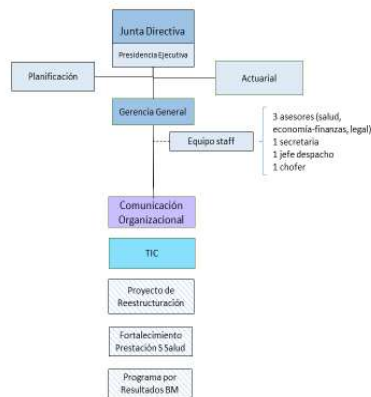 Junta Directiva
Presidencia Ejecutiva
Planificación
Actuarial
Gerencia General
Equipo staff
3 asesores (salud,
economía-finanzas, legal)
1 secretaria
1 jefe despacho
1 chofer
Comunicación
Organizacional
TIC
Proyecto de
Reestructuración
Fortalecimiento
Prestación S Salud
Programa por
Resultados BM